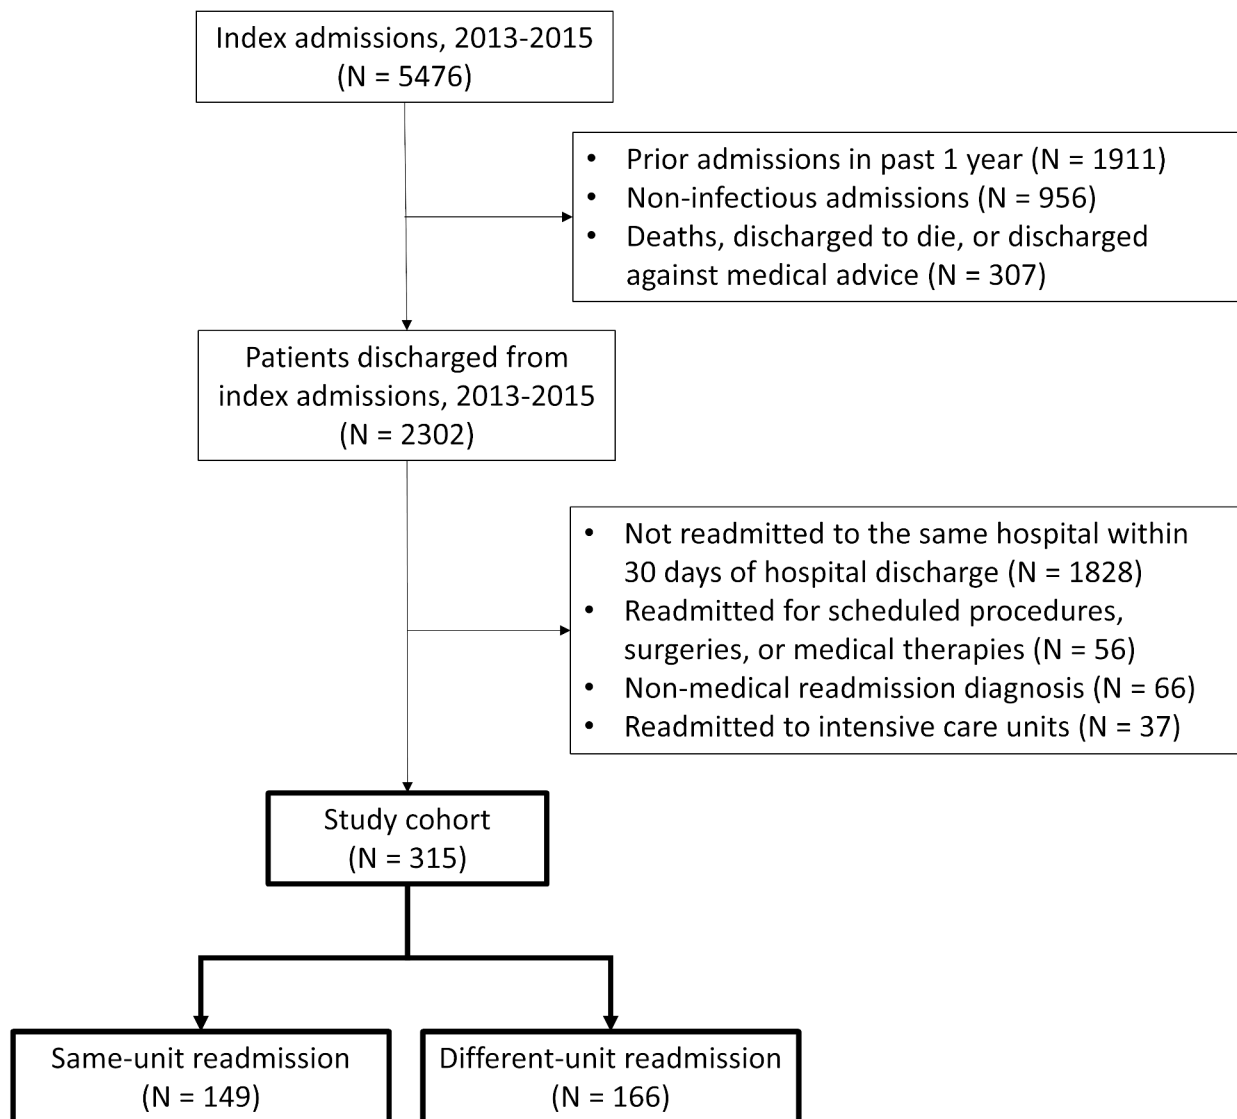 Index admissions, 2013-2015
(N = 5476)
• Prior admissions in past 1 year (N = 1911)
• Non-infectious admissions (N = 956)
• Deaths, discharged to die, or discharged
against medical advice (N = 307)
Patients discharged from
index admissions, 2013-2015
(N = 2302)
• Not readmitted to the same hospital within
30 days of hospital discharge (N = 1828)
• Readmitted for scheduled procedures,
surgeries, or medical therapies (N = 56)
• Non-medical readmission diagnosis (N = 66)
• Readmitted to intensive care units (N = 37)
Study cohort
(N = 315)
Same-unit readmission
(N = 149)
Different-unit readmission
(N = 166)